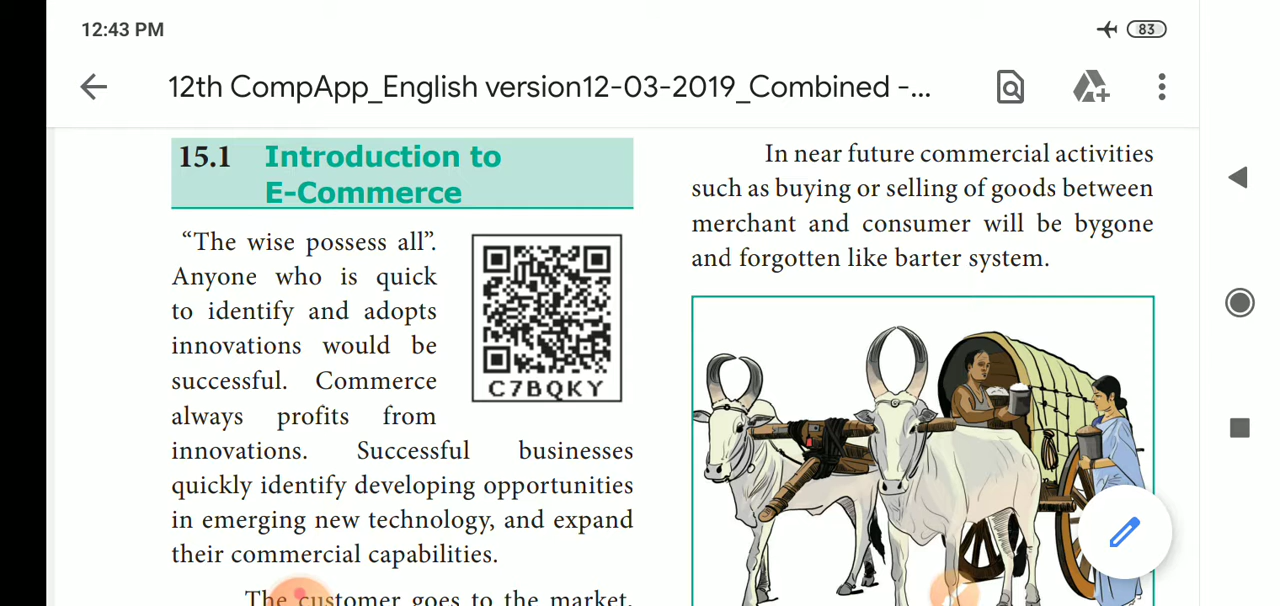 12:43 PM
83
12th CompApp_English version12-03-2019_Combined -...
15.1 Introduction to
E-Commerce
“The wise possess all”.
Anyone who is quick
to identify and adopts
innovations would be
successful. Commerce
always profits from
innovations. Successful businesses
quickly identify developing opportunities
in emerging new technology, and expand
their commercial capabilities.
The customer goes to the market,
C7BQKY
In near future commercial activities
such as buying or selling of goods between
merchant and consumer will be bygone
and forgotten like barter system.